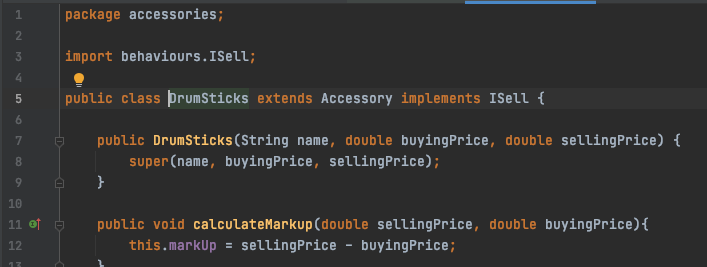 1 package accessories;
2
3 import behaviours.ISell;
4
5 public class DrumSticks extends Accessory implements ISell {
6
7 public DrumSticks(String name, double buyingPrice, double sellingPrice) {
8 super(name, buyingPrice, sellingPrice);
9 }
10
11 public void calculateMarkup(double sellingPrice, double buyingPrice){
12 this.markUp = sellingPrice - buyingPrice;
13 }